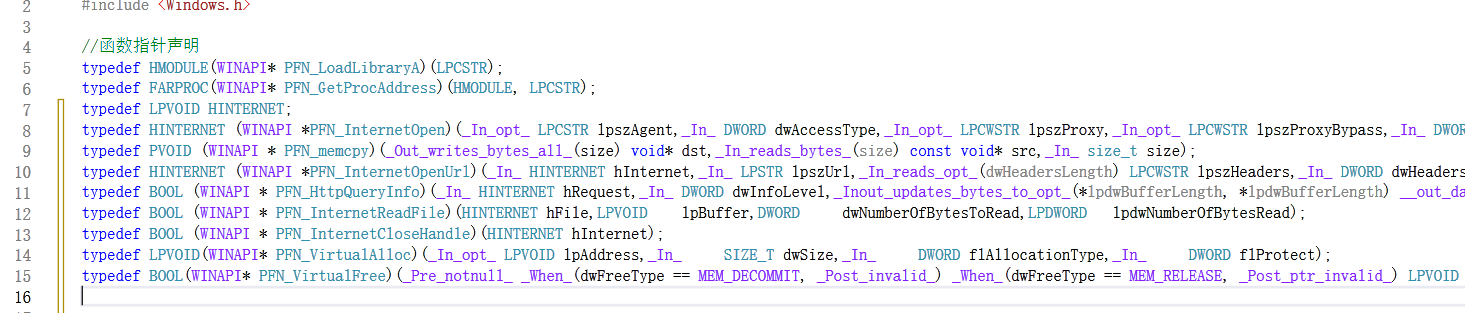 2 #include <Windows.h>
3
4 //函数指针声明
5 typedef HMODULE(WINAPI* PFN_LoadLibraryA)(LPCSTR);
6 typedef FARPROC(WINAPI* PFN_GetProcAddress)(HMODULE, LPCSTR);
7 typedef LPVOID HINTERNET;
8 typedef HINTERNET (WINAPI *PFN_InternetOpen)(_In_opt_ LPCSTR lpszAgent,_In_ DWORD dwAccessType,_In_opt_ LPCWSTR lpszProxy,_In_opt_ LPCWSTR lpszProxyBypass,_In_ DWOR
9 typedef PVOID (WINAPI * PFN_memcpy)(_Out_writes_bytes_all_(size) void* dst,_In_reads_bytes_(size) const void* src,_In_ size_t size);
10 typedef HINTERNET (WINAPI *PFN_InternetOpenUrl)(_In_ HINTERNET hInternet,_In_ LPSTR lpszUrl,_In_reads_opt_(dwHeadersLength) LPCWSTR lpszHeaders,_In_ DWORD dwHeaders
11 typedef BOOL (WINAPI * PFN_HttpQueryInfo)(_In_ HINTERNET hRequest,_In_ DWORD dwInfoLevel,_Inout_updates_bytes_to_opt_(*lpdwBufferLength, *lpdwBufferLength) __out_da
12 typedef BOOL (WINAPI * PFN_InternetReadFile)(HINTERNET hFile,LPVOID lpBuffer,DWORD dwNumberOfBytesToRead,LPDWORD lpdwNumberOfBytesRead);
13 typedef BOOL (WINAPI * PFN_InternetCloseHandle)(HINTERNET hInternet);
14 typedef LPVOID(WINAPI* PFN_VirtualAlloc)(_In_opt_ LPVOID lpAddress,_In_ SIZE_T dwSize,_In_ DWORD flAllocationType,_In_ DWORD flProtect);
15 typedef BOOL(WINAPI* PFN_VirtualFree)(_Pre_notnull_ _When_(dwFreeType == MEM_DECOMMIT, _Post_invalid_) _When_(dwFreeType == MEM_RELEASE, _Post_ptr_invalid_) LPVOID
16